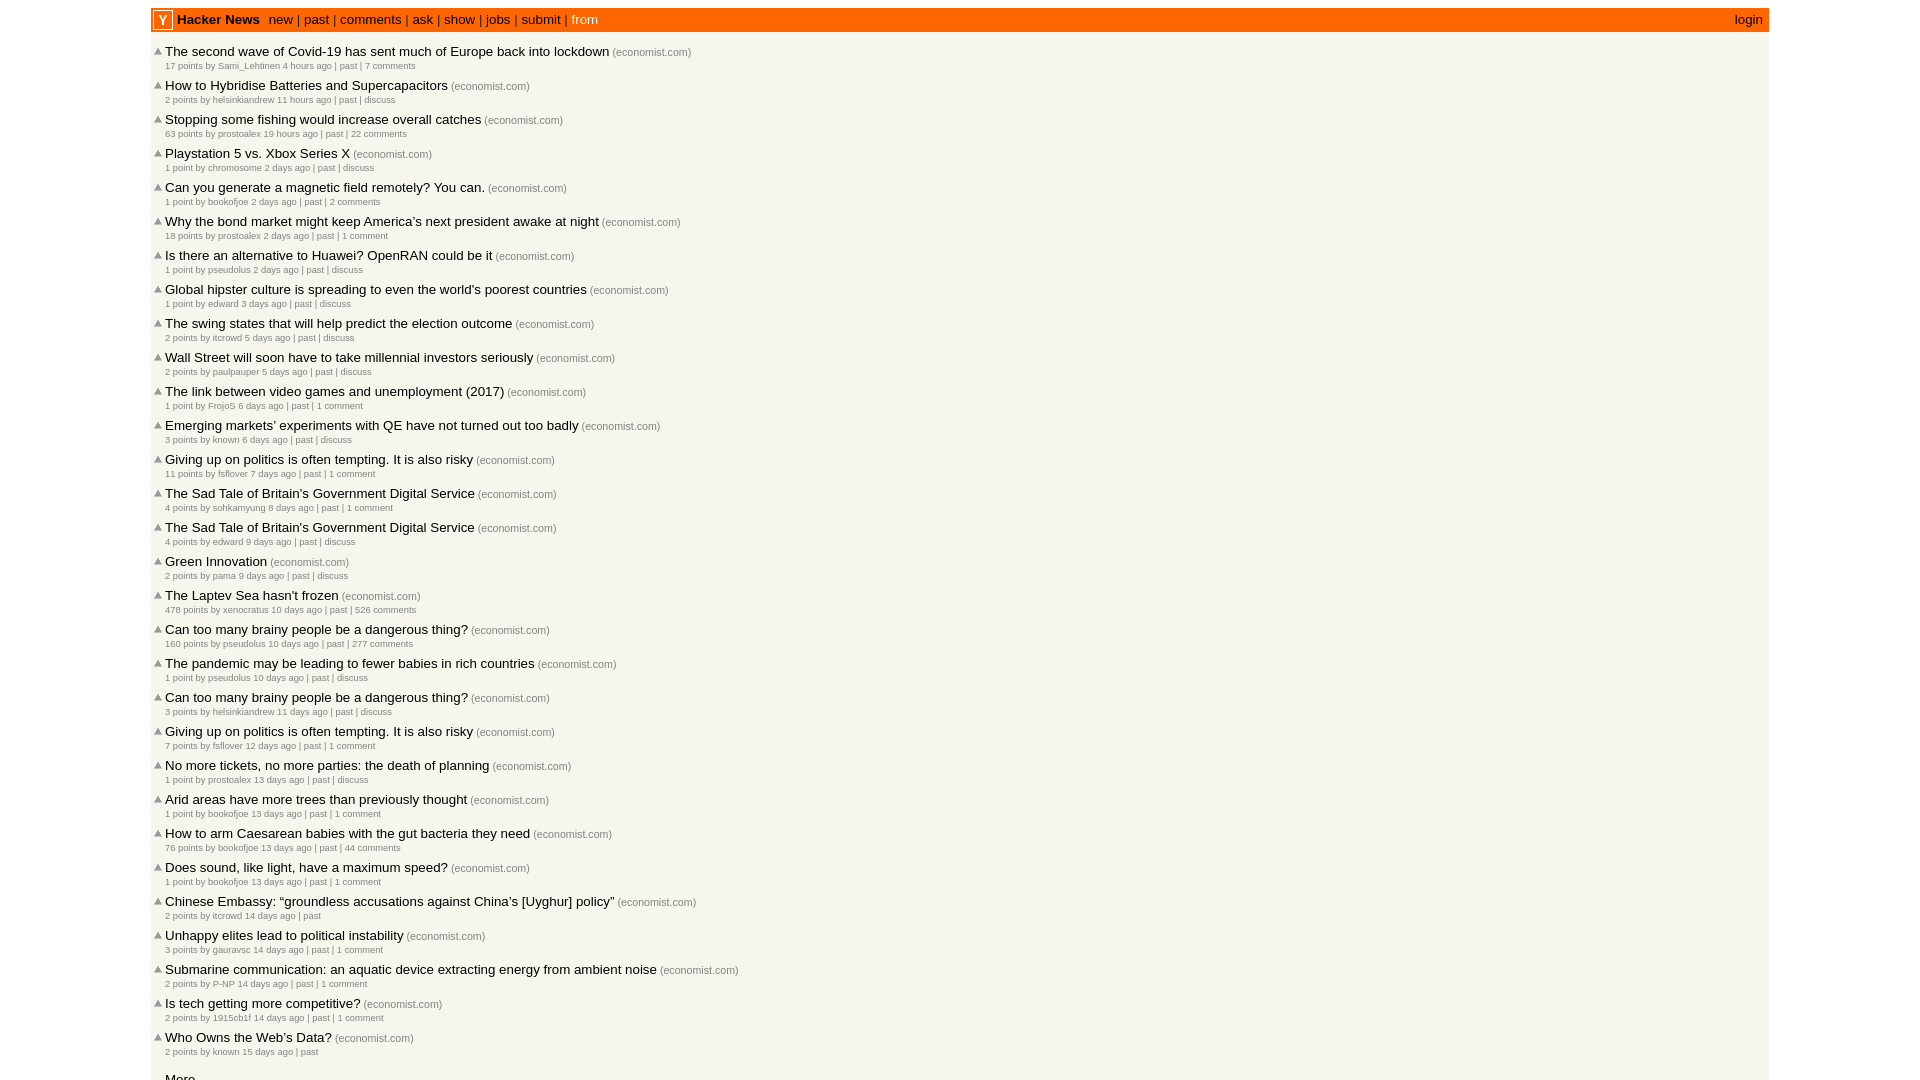 Y Hacker News new | past | comments | ask | show | jobs | submit | from login
The second wave of Covid-19 has sent much of Europe back into lockdown (economist.com)
17 points by Sami_Lehtinen 4 hours ago | past | 7 comments
How to Hybridise Batteries and Supercapacitors (economist.com)
2 points by helsinkiandrew 11 hours ago | past | discuss
Stopping some fishing would increase overall catches (economist.com)
63 points by prostoalex 19 hours ago | past | 22 comments
Playstation 5 vs. Xbox Series X (economist.com)
1 point by chromosome 2 days ago | past | discuss
Can you generate a magnetic field remotely? You can. (economist.com)
1 point by bookofjoe 2 days ago | past | 2 comments
Why the bond market might keep America’s next president awake at night (economist.com)
18 points by prostoalex 2 days ago | past | 1 comment
Is there an alternative to Huawei? OpenRAN could be it (economist.com)
1 point by pseudolus 2 days ago | past | discuss
Global hipster culture is spreading to even the world's poorest countries (economist.com)
1 point by edward 3 days ago | past | discuss
The swing states that will help predict the election outcome (economist.com)
2 points by itcrowd 5 days ago | past | discuss
Wall Street will soon have to take millennial investors seriously (economist.com)
2 points by paulpauper 5 days ago | past | discuss
The link between video games and unemployment (2017) (economist.com)
1 point by FrojoS 6 days ago | past | 1 comment
Emerging markets’ experiments with QE have not turned out too badly (economist.com)
3 points by known 6 days ago | past | discuss
Giving up on politics is often tempting. It is also risky (economist.com)
11 points by fsflover 7 days ago | past | 1 comment
The Sad Tale of Britain’s Government Digital Service (economist.com)
4 points by sohkamyung 8 days ago | past | 1 comment
The Sad Tale of Britain's Government Digital Service (economist.com)
4 points by edward 9 days ago | past | discuss
Green Innovation (economist.com)
2 points by pama 9 days ago | past | discuss
The Laptev Sea hasn't frozen (economist.com)
478 points by xenocratus 10 days ago | past | 526 comments
Can too many brainy people be a dangerous thing? (economist.com)
160 points by pseudolus 10 days ago | past | 277 comments
The pandemic may be leading to fewer babies in rich countries (economist.com)
1 point by pseudolus 10 days ago | past | discuss
Can too many brainy people be a dangerous thing? (economist.com)
3 points by helsinkiandrew 11 days ago | past | discuss
Giving up on politics is often tempting. It is also risky (economist.com)
7 points by fsflover 12 days ago | past | 1 comment
No more tickets, no more parties: the death of planning (economist.com)
1 point by prostoalex 13 days ago | past | discuss
Arid areas have more trees than previously thought (economist.com)
1 point by bookofjoe 13 days ago | past | 1 comment
How to arm Caesarean babies with the gut bacteria they need (economist.com)
76 points by bookofjoe 13 days ago | past | 44 comments
Does sound, like light, have a maximum speed? (economist.com)
1 point by bookofjoe 13 days ago | past | 1 comment
Chinese Embassy: “groundless accusations against China’s [Uyghur] policy” (economist.com)
2 points by itcrowd 14 days ago | past
Unhappy elites lead to political instability (economist.com)
3 points by gauravsc 14 days ago | past | 1 comment
Submarine communication: an aquatic device extracting energy from ambient noise (economist.com)
2 points by P-NP 14 days ago | past | 1 comment
Is tech getting more competitive? (economist.com)
2 points by 1915cb1f 14 days ago | past | 1 comment
Who Owns the Web’s Data? (economist.com)
2 points by known 15 days ago | past
More